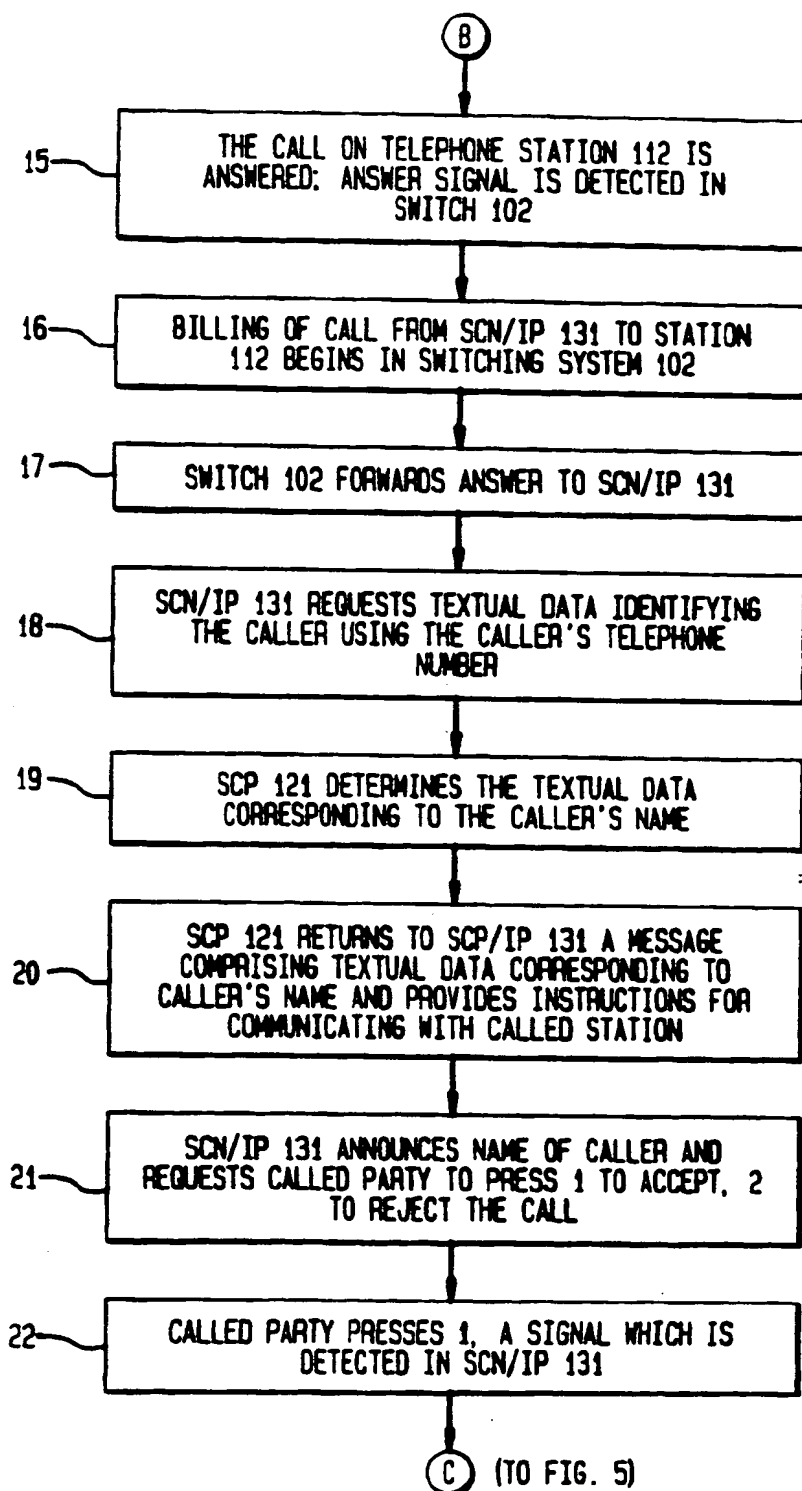 B
15
THE CALL ON TELEPHONE STATION 112 IS
ANSWERED; ANSWER SIGNAL IS DETECTED IN
SWITCH 102
16
BILLING OF CALL FROM SCN/IP 131 TO STATION
112 BEGINS IN SWITCHING SYSTEM 102
17
SWITCH 102 FORWARDS ANSWER TO SCN/IP 131
18
SCN/IP 131 REQUESTS TEXTUAL DATA IDENTIFYING
THE CALLER USING THE CALLER'S TELEPHONE
NUMBER
19
SCP 121 DETERMINES THE TEXTUAL DATA
CORRESPONDING TO THE CALLER'S NAME
20
SCP 121 RETURNS TO SCP/IP 131 A MESSAGE
COMPRISING TEXTUAL DATA CORRESPONDING TO
CALLER'S NAME AND PROVIDES INSTRUCTIONS FOR
COMMUNICATING WITH CALLED STATION
21
SCN/IP 131 ANNOUNCES NAME OF CALLER AND
REQUESTS CALLED PARTY TO PRESS 1 TO ACCEPT, 2
TO REJECT THE CALL
22
CALLED PARTY PRESSES 1, A SIGNAL WHICH IS
DETECTED IN SCN/IP 131
C (TO FIG. 5)